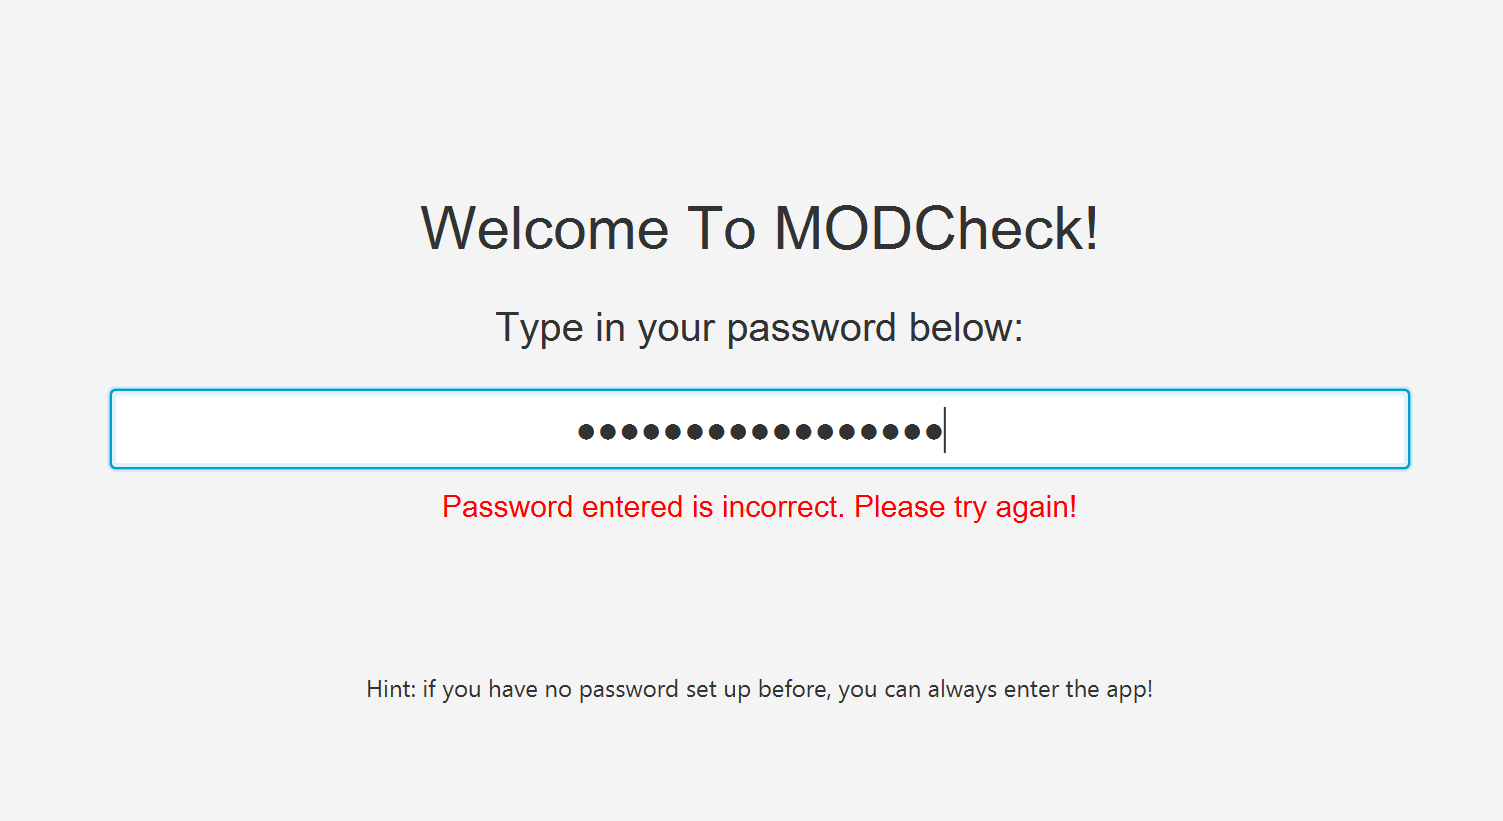 Welcome To MODCheck!
Type in your password below:
●●●●●●●●●●●●●●●●●
Password entered is incorrect. Please try again!
Hint: if you have no password set up before, you can always enter the app!